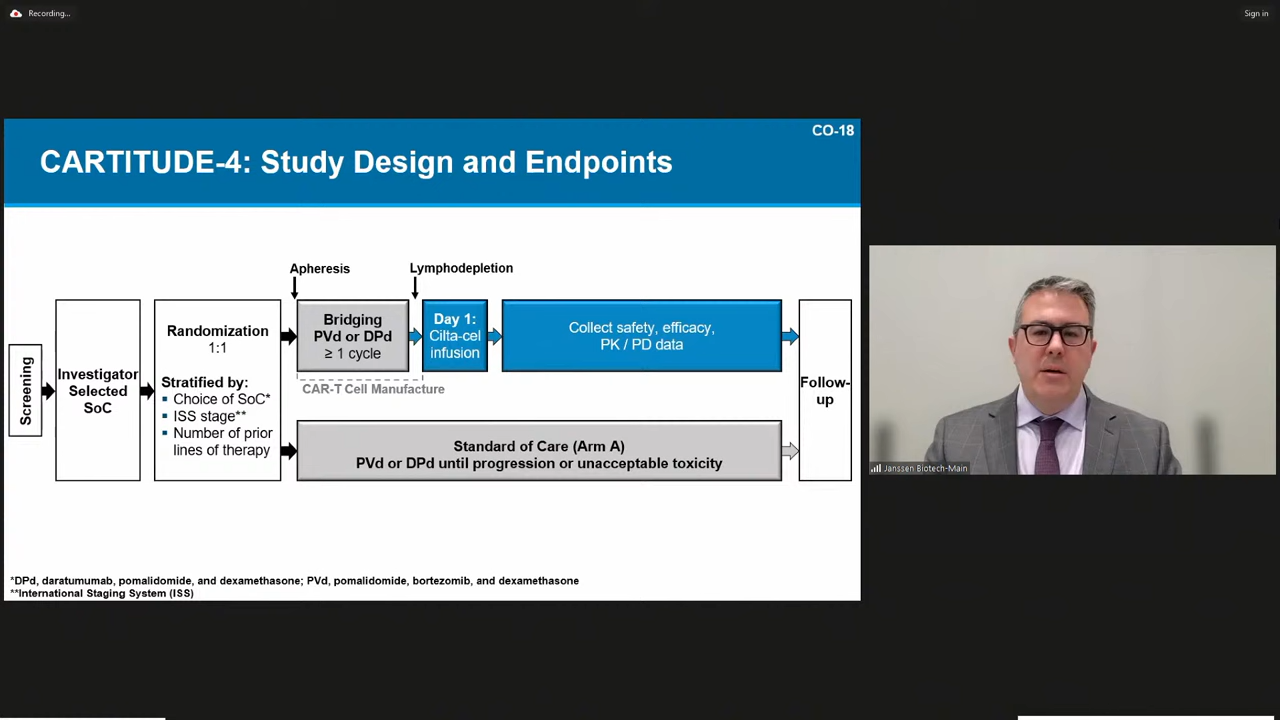 Recording...
Sign in
CO-18
CARTITUDE-4: Study Design and Endpoints
Apheresis
Lymphodepletion
Screening
Investigator
Selected
SoC
Randomization
1:1
Stratified by:
▪ Choice of SoC*
▪ ISS stage**
▪ Number of prior
lines of therapy
Bridging
PVd or DPd
≥ 1 cycle
Day 1:
Cilta-cel
infusion
Collect safety, efficacy,
PK / PD data
CAR-T Cell Manufacture
Standard of Care (Arm A)
PVd or DPd until progression or unacceptable toxicity
Follow-
up
*DPd, daratumumab, pomalidomide, and dexamethasone; PVd, pomalidomide, bortezomib, and dexamethasone
**International Staging System (ISS)
Janssen Biotech-Main